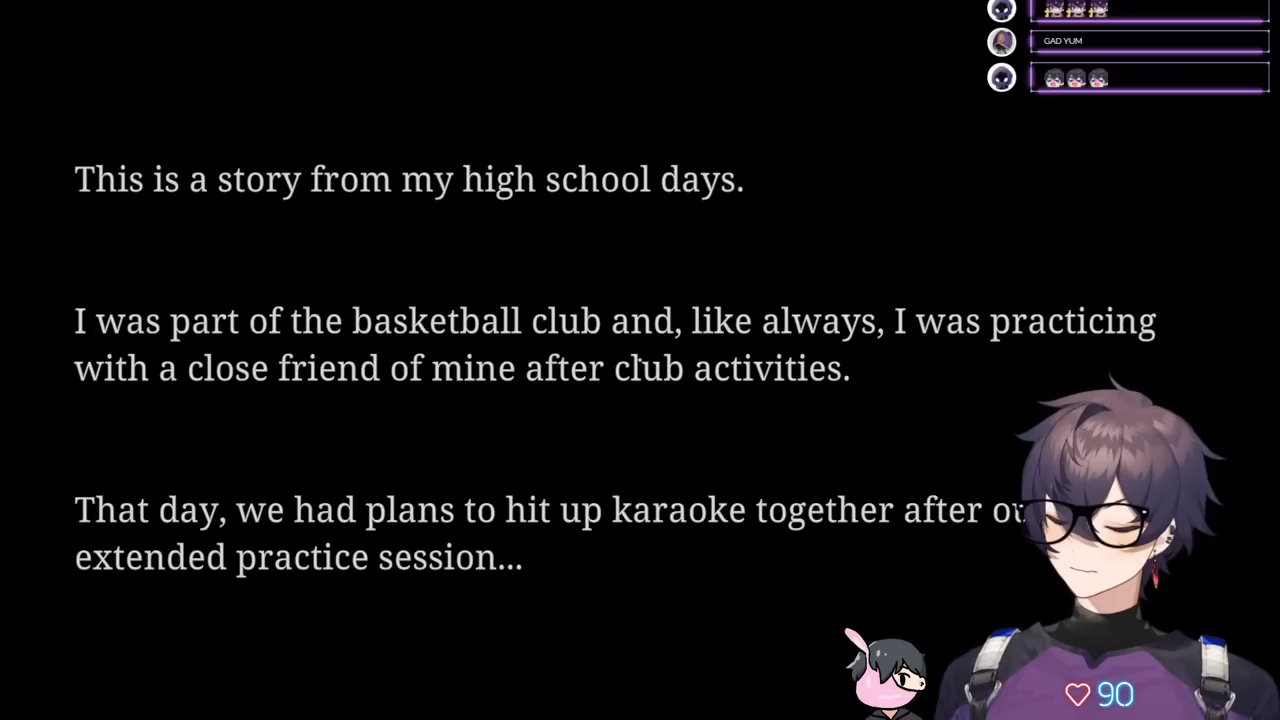 GAD YUM
This is a story from my high school days.
I was part of the basketball club and, like always, I was practicing
with a close friend of mine after club activities.
That day, we had plans to hit up karaoke together after
extended practice session...
90